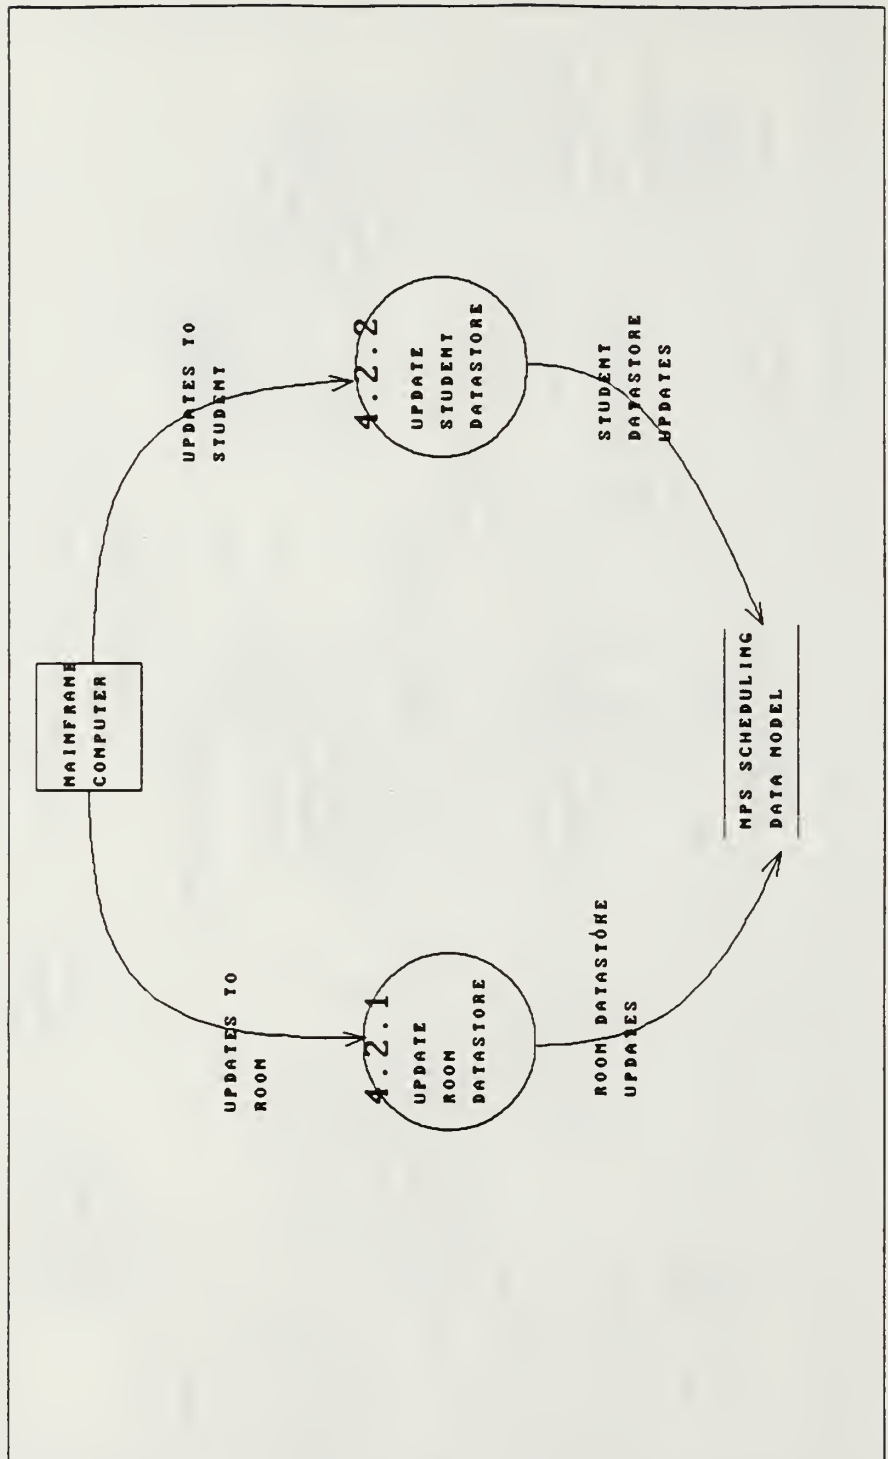 MAINFRAME
COMPUTER
UPDATES TO
ROOM
UPDATES TO
STUDENT
4.2.1
UPDATE
ROOM
DATASTORE
4.2.2
UPDATE
STUDENT
DATASTORE
ROOM DATASTORE
UPDATES
STUDENT
DATASTORE
UPDATES
NPS SCHEDULING
DATA MODEL